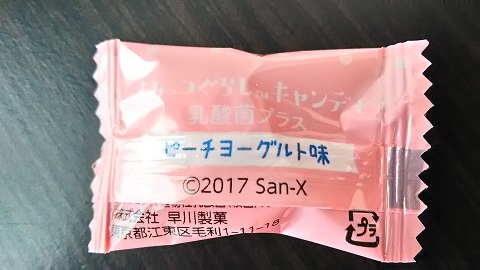 キャンディ
乳酸菌プラス
ピーチヨーグルト味
©2017 San-X
株式会社 早川製菓
東京都江東区毛利1-11-18
プラ